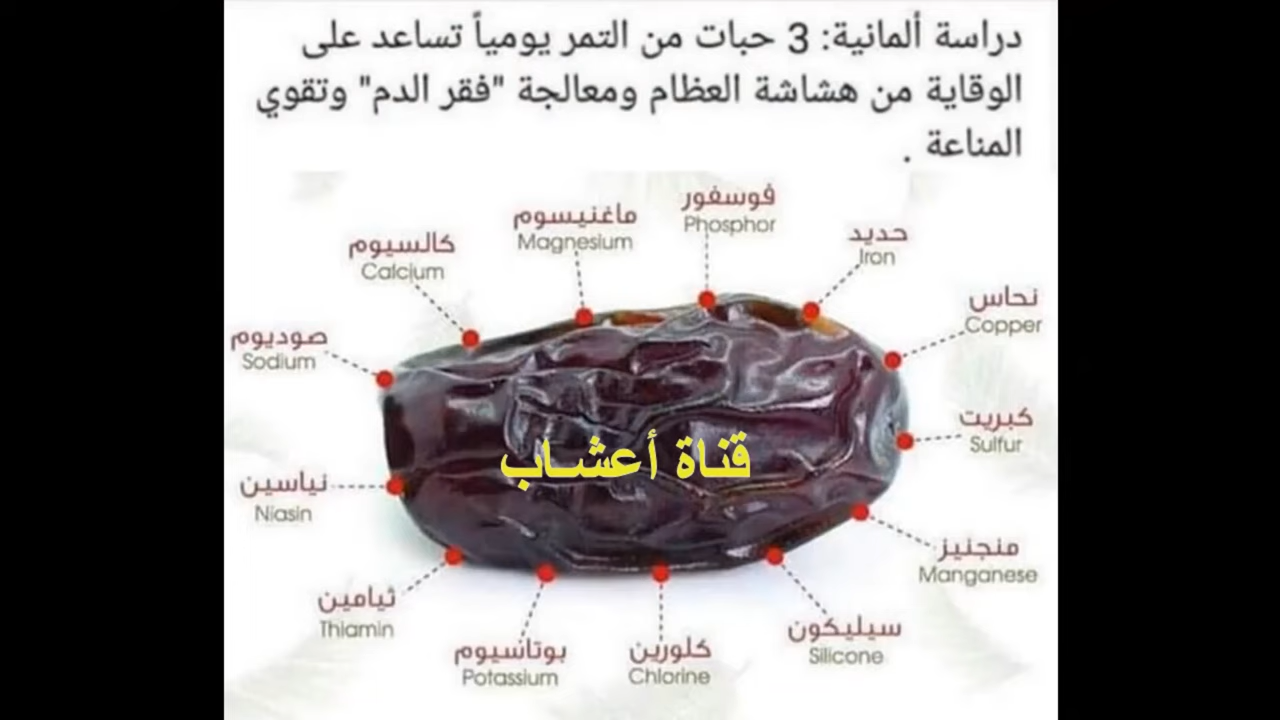 دراسة ألمانية: 3 حبات من التمر يومياً تساعد على
الوقاية من هشاشة العظام ومعالجة "فقر الدم" وتقوي
المناعة .
فوسفور
Phosphor
ماغنيسوم
Magnesium
حديد
Iron
كالسيوم
Calcium
نحاس
Copper
صوديوم
Sodium
كبريت
Sulfur
قناة أعشاب
نياسين
Niasin
منجنيز
Manganese
ثيامين
Thiamin
سيليكون
Silicone
بوتاسيوم
Potassium
كلورين
Chlorine